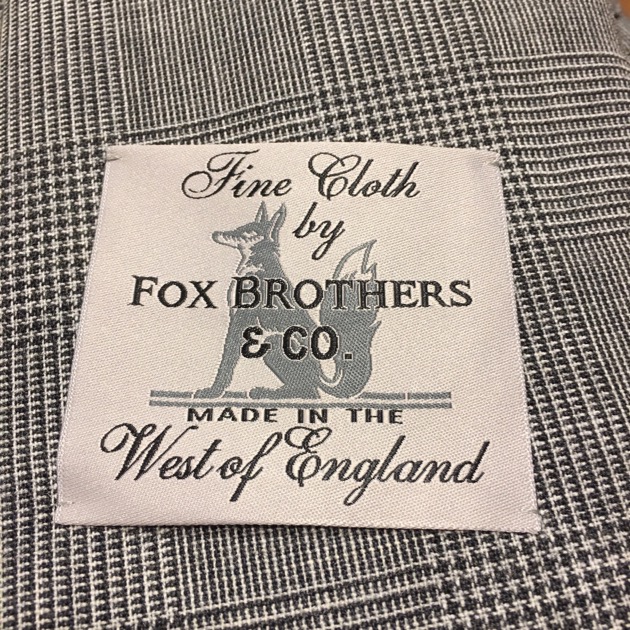 Fine Cloth
by
FOX BROTHERS
& CO.
MADE IN THE
West of England